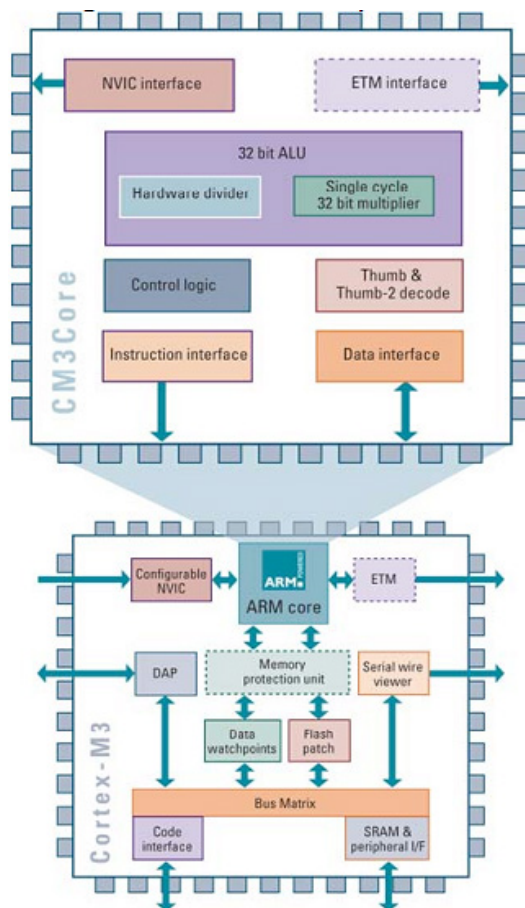 NVIC interface
ETM interface
32 bit ALU
Hardware divider
Single cycle
32 bit multiplier
Control logic
Thumb &
Thumb-2 decode
Instruction interface
Data interface
CM3Core
Configurable
NVIC
ARM
POWERED
ARM core
ETM
DAP
Memory
protection unit
Serial wire
viewer
Data
watchpoints
Flash
patch
Bus Matrix
Code
interface
SRAM &
peripheral I/F
Cortex-M3